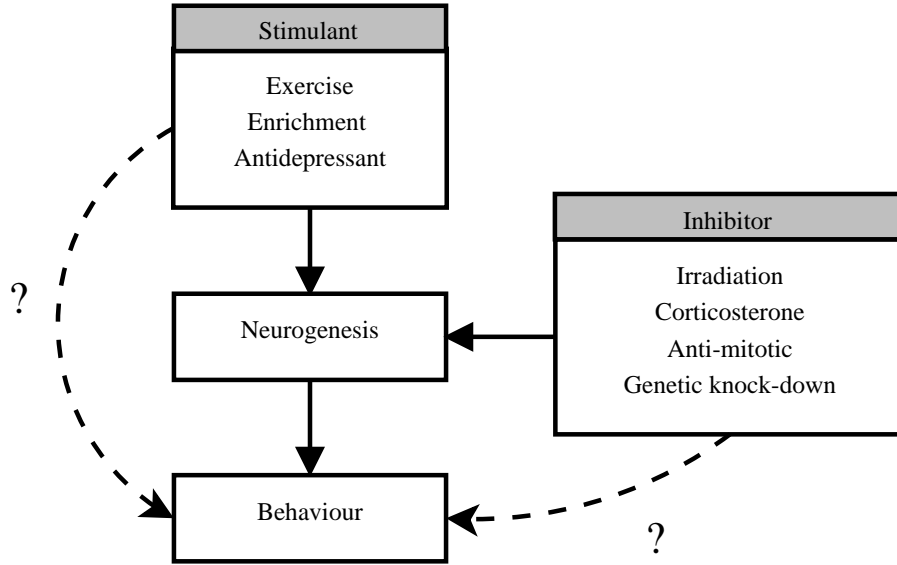 Stimulant
Exercise
Enrichment
Antidepressant
Inhibitor
Irradiation
Corticosterone
Anti-mitotic
Genetic knock-down
?
Neurogenesis
Behaviour
?